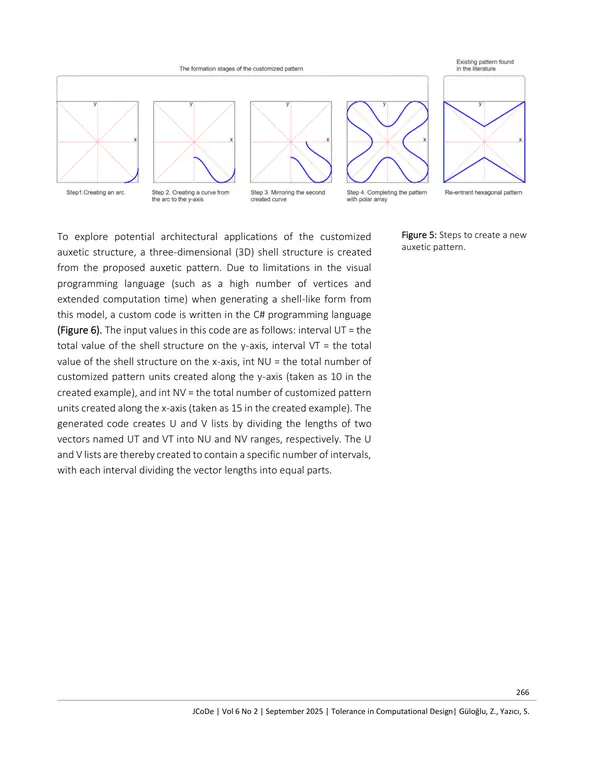 The formation stages of the customized pattern
Existing pattern found
in the literature
y
x
y
x
y
x
y
x
y
x
Step1.Creating an arc.
Step 2. Creating a curve from
the arc to the y-axis
Step 3. Mirroring the second
created curve
Step 4. Completing the pattern
with polar array
Re-entrant hexagonal pattern
To explore potential architectural applications of the customized
auxetic structure, a three-dimensional (3D) shell structure is created
from the proposed auxetic pattern. Due to limitations in the visual
programming language (such as a high number of vertices and
extended computation time) when generating a shell-like form from
this model, a custom code is written in the C# programming language
(Figure 6). The input values in this code are as follows: interval UT = the
total value of the shell structure on the y-axis, interval VT = the total
value of the shell structure on the x-axis, int NU = the total number of
customized pattern units created along the y-axis (taken as 10 in the
created example), and int NV = the total number of customized pattern
units created along the x-axis (taken as 15 in the created example). The
generated code creates U and V lists by dividing the lengths of two
vectors named UT and VT into NU and NV ranges, respectively. The U
and V lists are thereby created to contain a specific number of intervals,
with each interval dividing the vector lengths into equal parts.
Figure 5: Steps to create a new
auxetic pattern.
266
JCoDe | Vol 6 No 2 | September 2025 | Tolerance in Computational Design| Güloğlu, Z., Yazıcı, S.